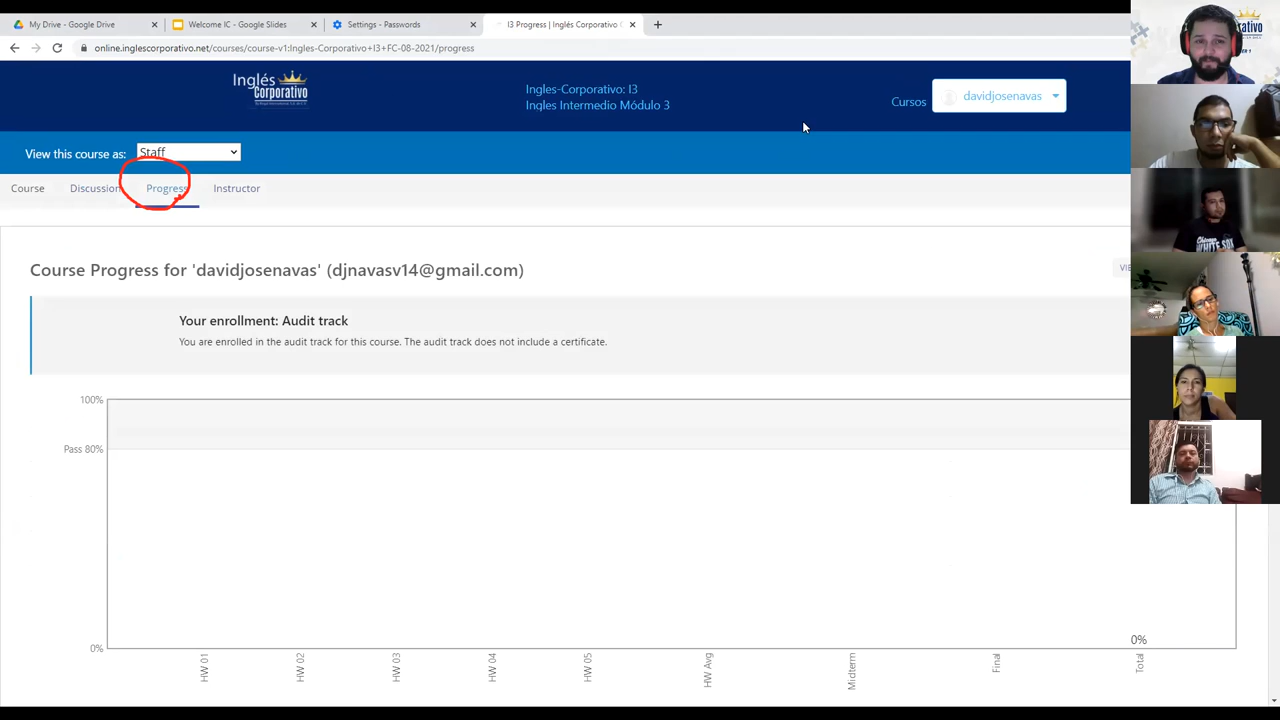 My Drive - Google Drive
Welcome IC - Google Slides
Settings - Passwords
I3 Progress | Inglés Corporativo
online.inglescorporativo.net/courses/course-v1:Ingles-Corporativo+I3+FC-08-2021/progress
Inglés
Corporativo
Ingles-Corporativo: I3
Ingles Intermedio Módulo 3
Cursos
davidjosenavas
View this course as:
Staff
Course
Discussion
Progress
Instructor
Course Progress for 'davidjosenavas' (djnavasv14@gmail.com)
Your enrollment: Audit track
You are enrolled in the audit track for this course. The audit track does not include a certificate.
100%
Pass 80%
0%
0%
HW 01
HW 02
HW 03
HW 04
HW 05
HW Avg
Midterm
Final
Total